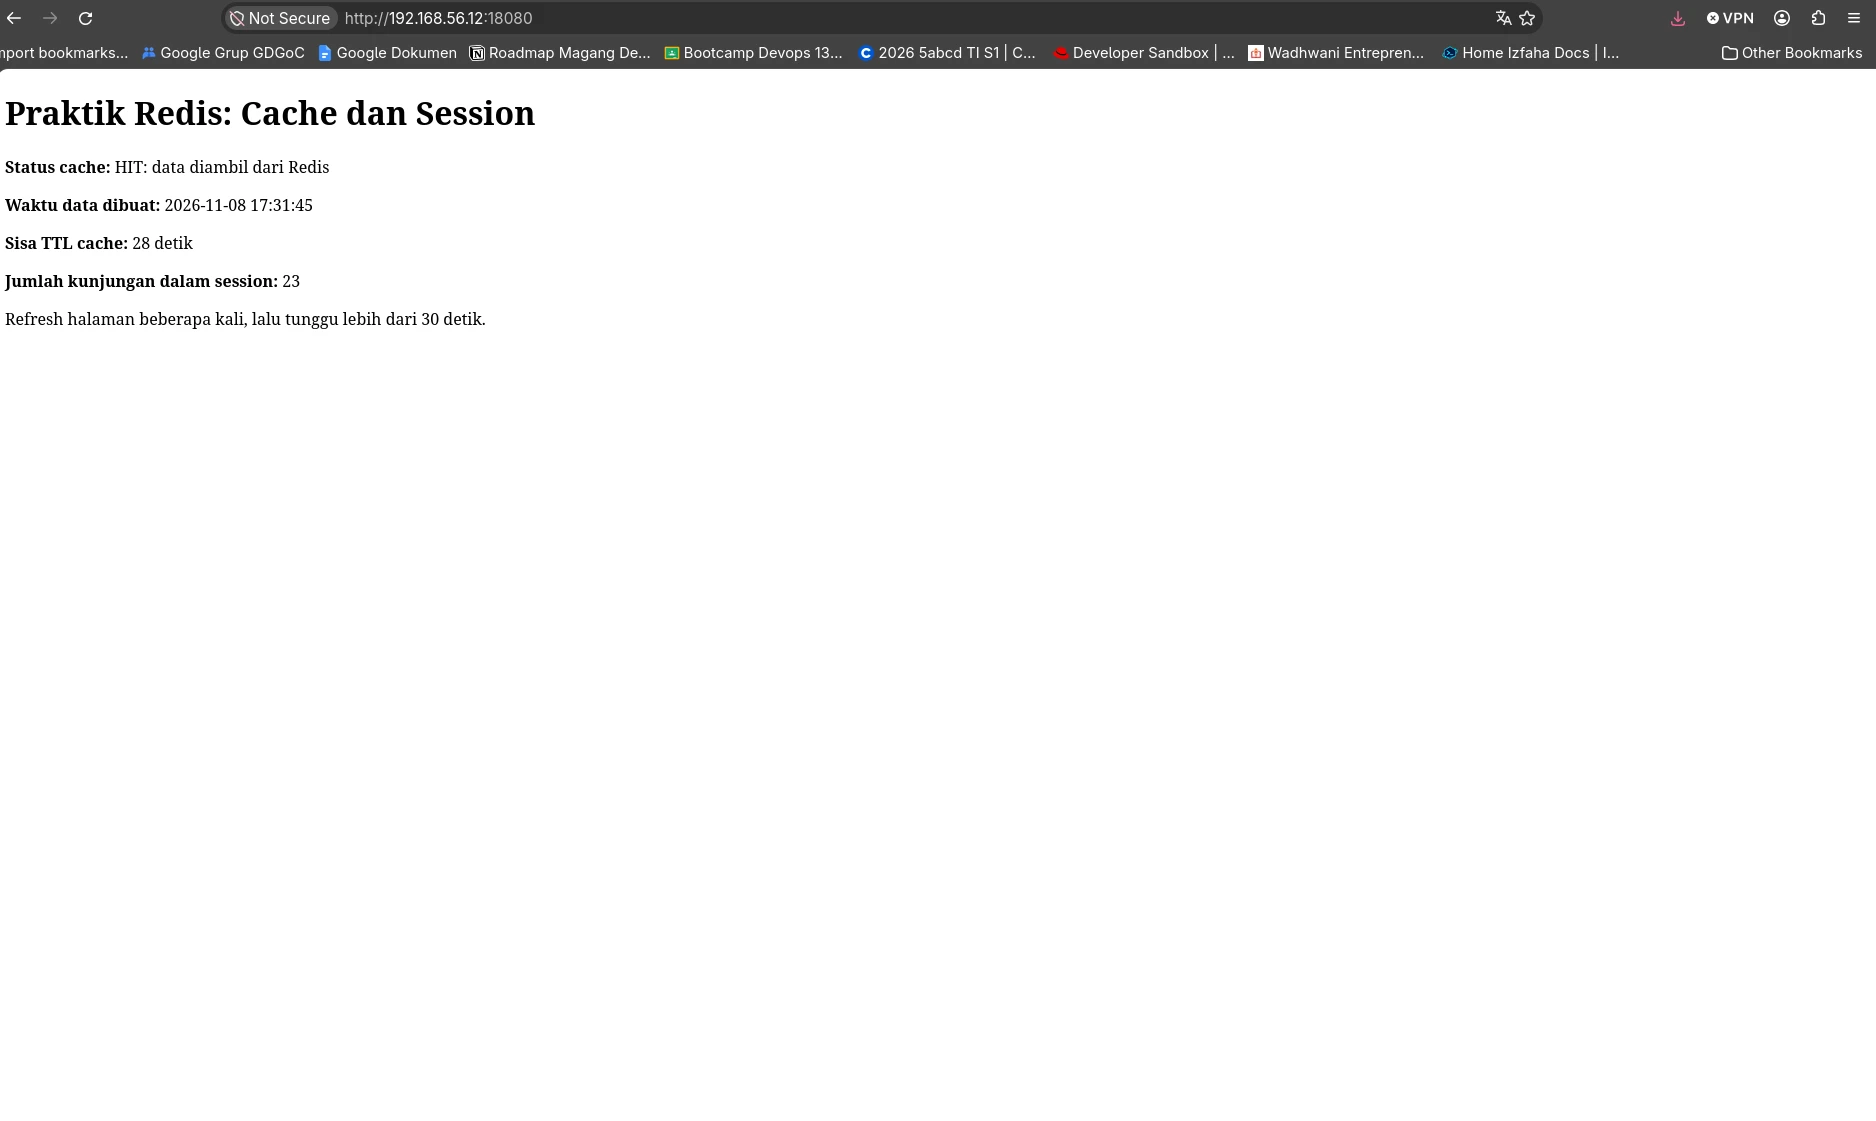 Not Secure http://192.168.56.12:18080 VPN
mport bookmarks... Google Grup GDGoC Google Dokumen Roadmap Magang De... Bootcamp Devops 13... 2026 5abcd TI S1 | C... Developer Sandbox | ... Wadhwani Entrepren... Home Izfaha Docs | I... Other Bookmarks
Praktik Redis: Cache dan Session
Status cache: HIT: data diambil dari Redis
Waktu data dibuat: 2026-11-08 17:31:45
Sisa TTL cache: 28 detik
Jumlah kunjungan dalam session: 23
Refresh halaman beberapa kali, lalu tunggu lebih dari 30 detik.